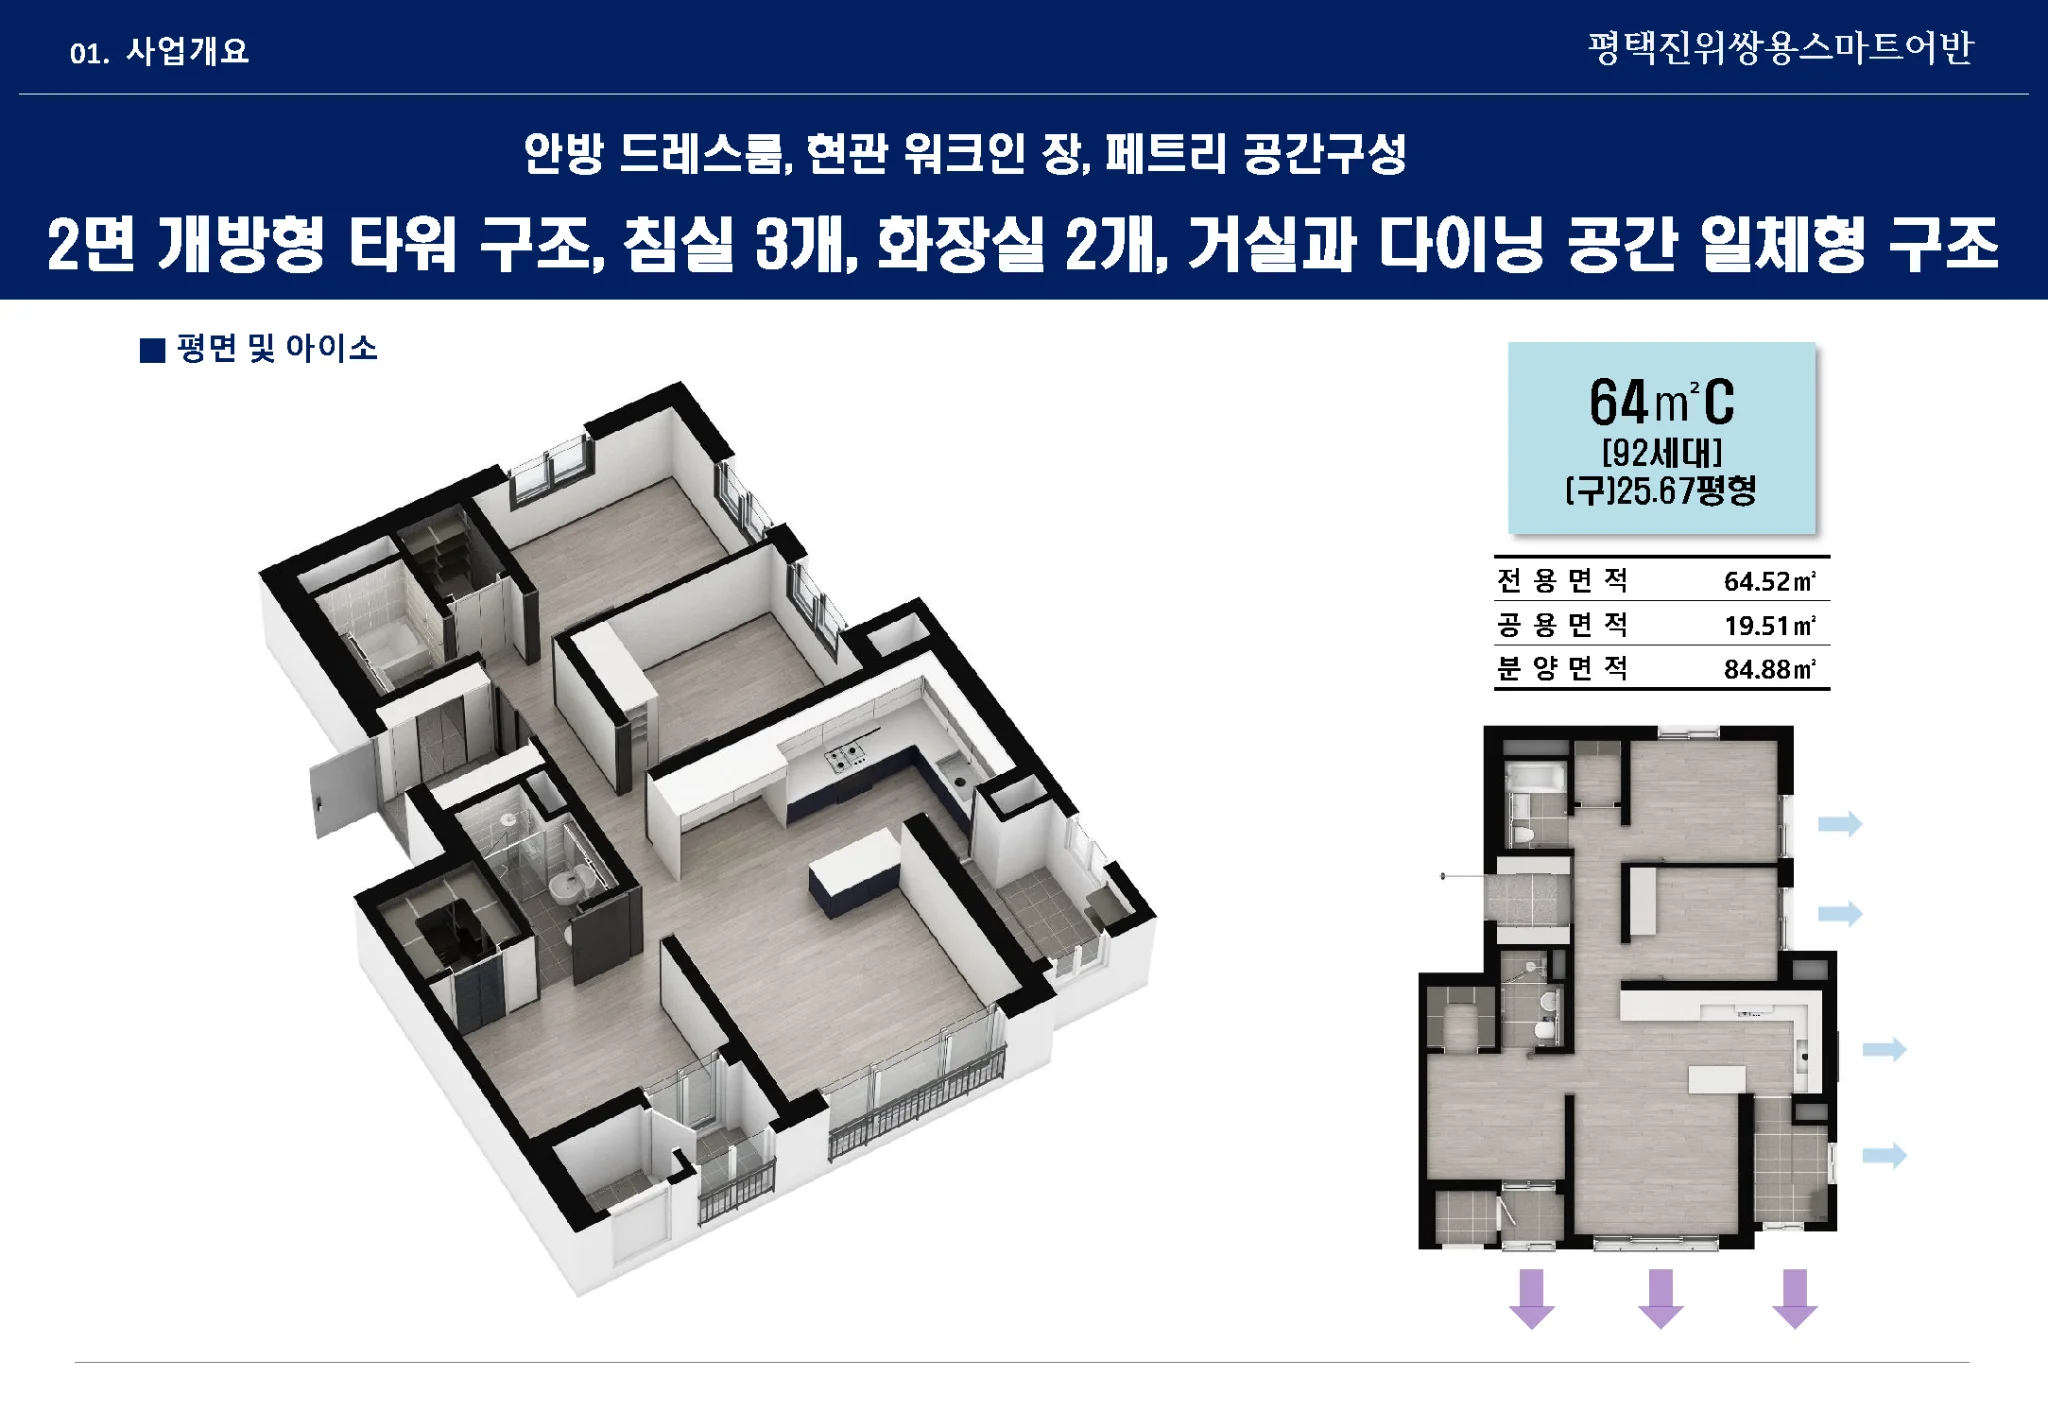 01. 사업개요
평택진위쌍용스마트어반
안방 드레스룸, 현관 워크인 장, 페트리 공간구성
2면 개방형 타워 구조, 침실 3개, 화장실 2개, 거실과 다이닝 공간 일체형 구조
■ 평면 및 아이소
64㎡C
[92세대]
(구)25.67평형
전용면적 64.52㎡
공용면적 19.51㎡
분양면적 84.88㎡